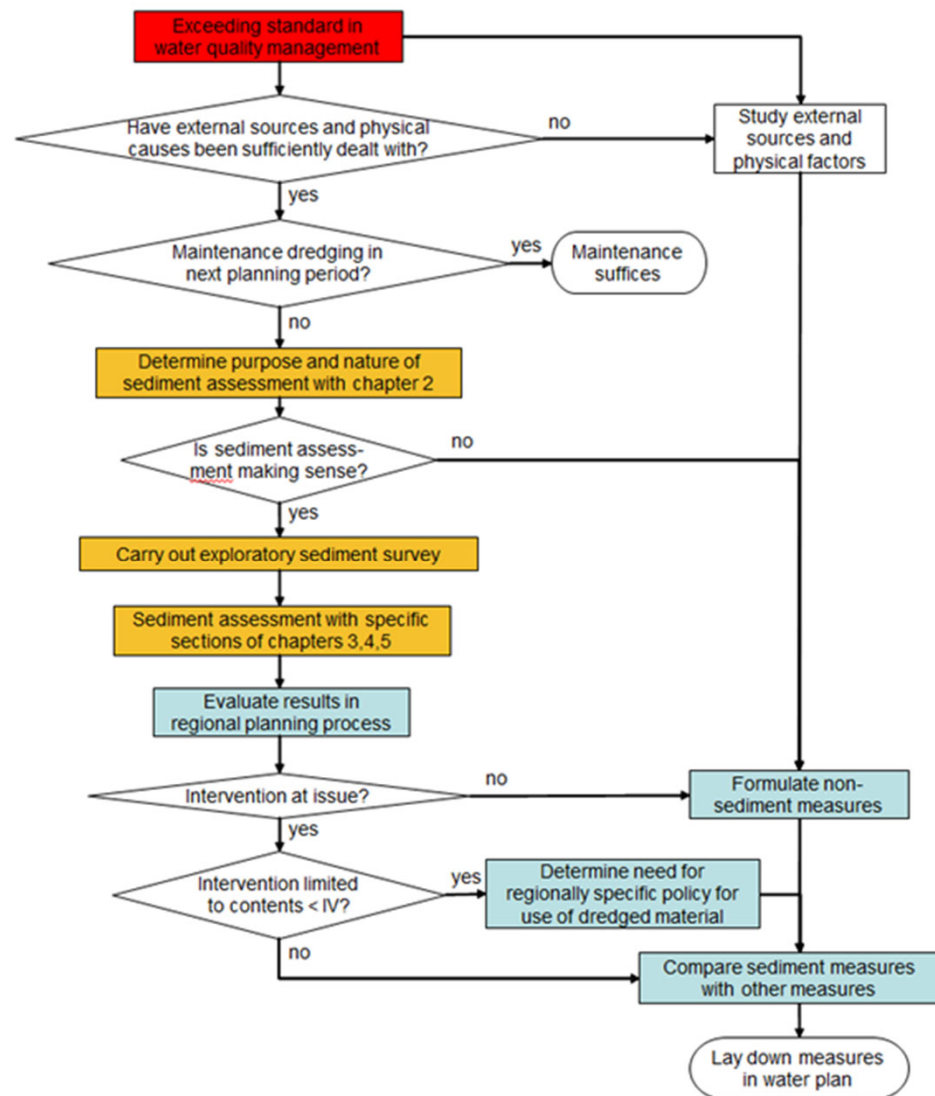 Exceeding standard in
water quality management
Have external sources and physical
causes been sufficiently dealt with?
no
Study external
sources and
physical factors
yes
Maintenance dredging in
next planning period?
yes
Maintenance
suffices
no
Determine purpose and nature of
sediment assessment with chapter 2
Is sediment assess-
ment making sense?
no
yes
Carry out exploratory sediment survey
Sediment assessment with specific
sections of chapters 3,4,5
Evaluate results in
regional planning process
Intervention at issue?
no
Formulate non-
sediment measures
yes
Intervention limited
to contents < IV?
yes
Determine need for
regionally specific policy for
use of dredged material
no
Compare sediment measures
with other measures
Lay down measures
in water plan